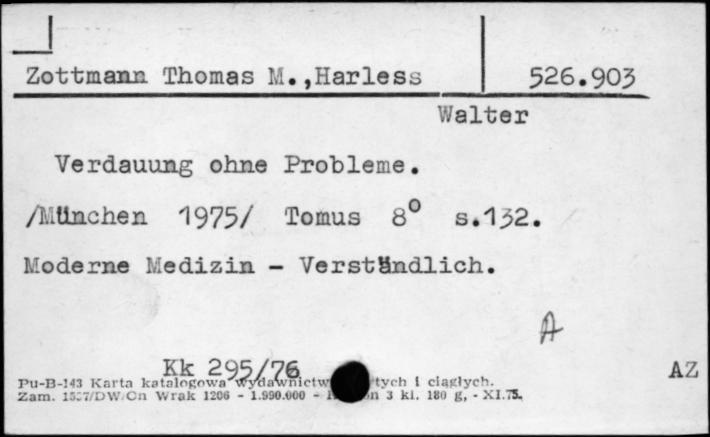 Zottmann Thomas M.,Harless 526.903
Walter
Verdauung ohne Probleme.
/München 1975/ Tomus 8° s.132.
Moderne Medizin - Verständlich.
A
Kk 295/76 AZ
Pu-B-143 Karta katalogowa wydawnictw tych i ciągłych.
Zam. Wrak 1206 - 1.990.000 - 3 kl. 180 g, - XI.75.